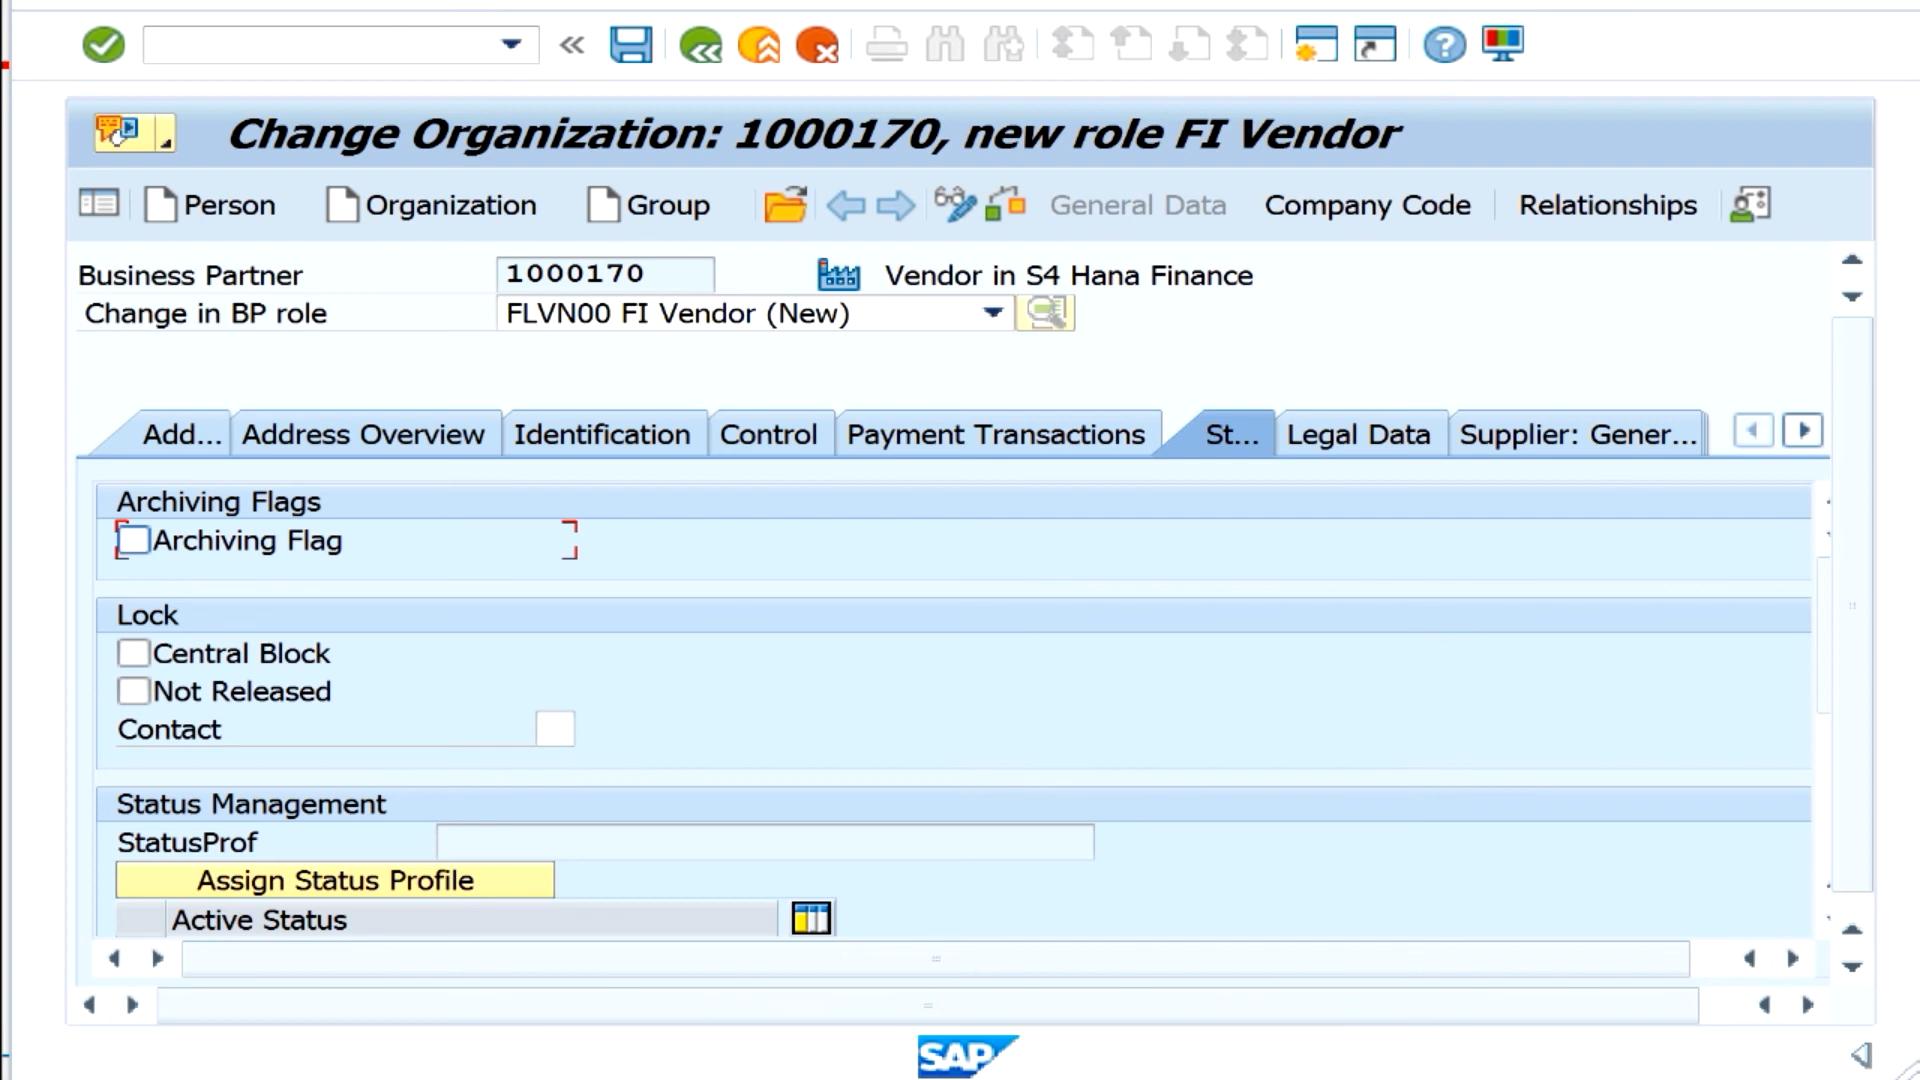 Change Organization: 1000170, new role FI Vendor
Person Organization Group General Data Company Code Relationships
Business Partner 1000170 Vendor in S4 Hana Finance
Change in BP role FLVN00 FI Vendor (New)
Add... Address Overview Identification Control Payment Transactions St... Legal Data Supplier: Gener...
Archiving Flags
Archiving Flag
Lock
Central Block
Not Released
Contact
Status Management
StatusProf
Assign Status Profile
Active Status
SAP